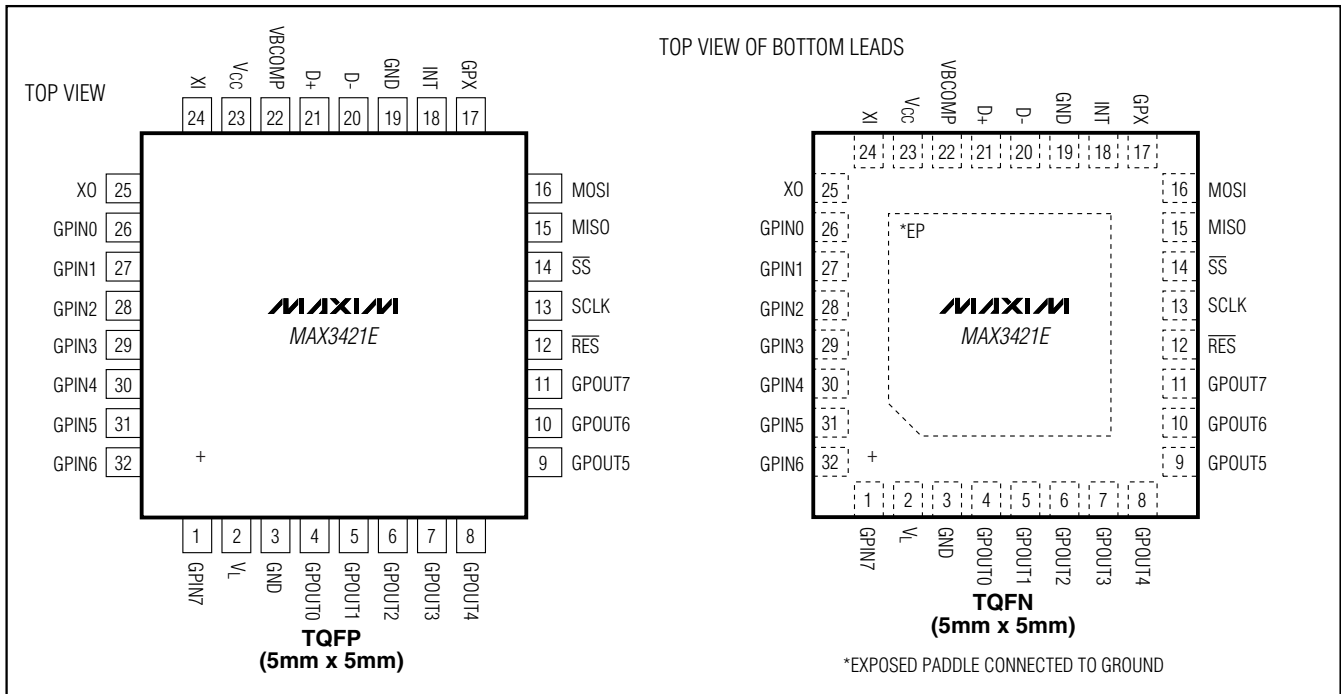 TOP VIEW
XI
VCC
VBCOMP
D+
D-
GND
INT
GPX
24 23 22 21 20 19 18 17
XO 25
GPIN0 26
GPIN1 27
GPIN2 28
GPIN3 29
GPIN4 30
GPIN5 31
GPIN6 32
16 MOSI
15 MISO
14 S̅S̅
13 SCLK
12 R̅E̅S̅
11 GPOUT7
10 GPOUT6
9 GPOUT5
MAXIM
MAX3421E
+
1 2 3 4 5 6 7 8
GPIN7
VL
GND
GPOUT0
GPOUT1
GPOUT2
GPOUT3
GPOUT4
TQFP
(5mm x 5mm)
TOP VIEW OF BOTTOM LEADS
XI
VCC
VBCOMP
D+
D-
GND
INT
GPX
24 23 22 21 20 19 18 17
XO 25
GPIN0 26
GPIN1 27
GPIN2 28
GPIN3 29
GPIN4 30
GPIN5 31
GPIN6 32
16 MOSI
15 MISO
14 S̅S̅
13 SCLK
12 R̅E̅S̅
11 GPOUT7
10 GPOUT6
9 GPOUT5
*EP
MAXIM
MAX3421E
+
1 2 3 4 5 6 7 8
GPIN7
VL
GND
GPOUT0
GPOUT1
GPOUT2
GPOUT3
GPOUT4
TQFN
(5mm x 5mm)
*EXPOSED PADDLE CONNECTED TO GROUND